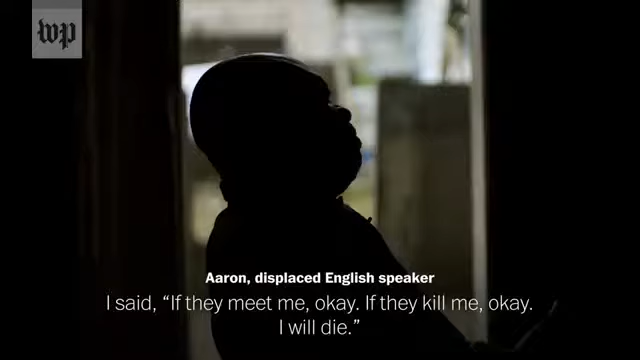 wp
Aaron, displaced English speaker
I said, “If they meet me, okay. If they kill me, okay.
I will die.”